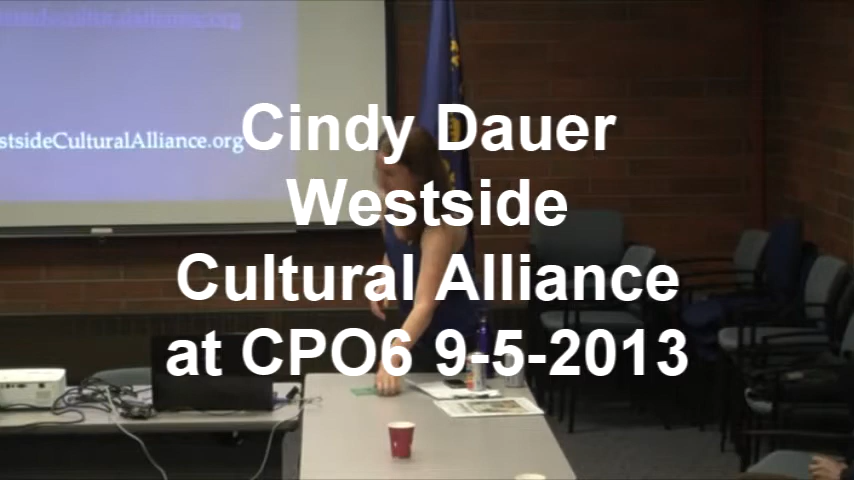 stsideCulturalAlliance.org
Cindy Dauer
Westside
Cultural Alliance
at CPO6 9-5-2013